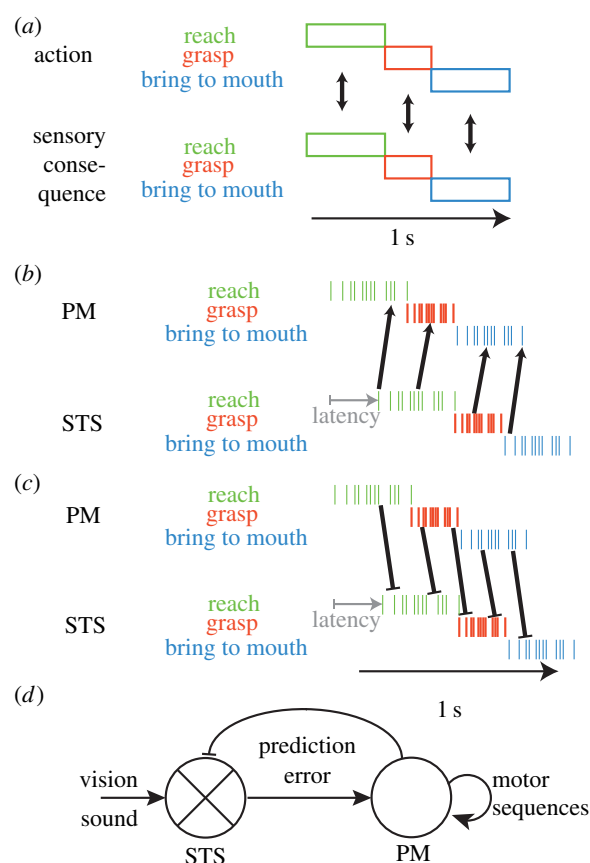 (a)
action
reach
grasp
bring to mouth
sensory
conse-
quence
reach
grasp
bring to mouth
1 s
(b)
PM
reach
grasp
bring to mouth
STS
reach
grasp
bring to mouth
latency
(c)
PM
reach
grasp
bring to mouth
STS
reach
grasp
bring to mouth
latency
1 s
(d)
vision
sound
STS
prediction
error
PM
motor
sequences